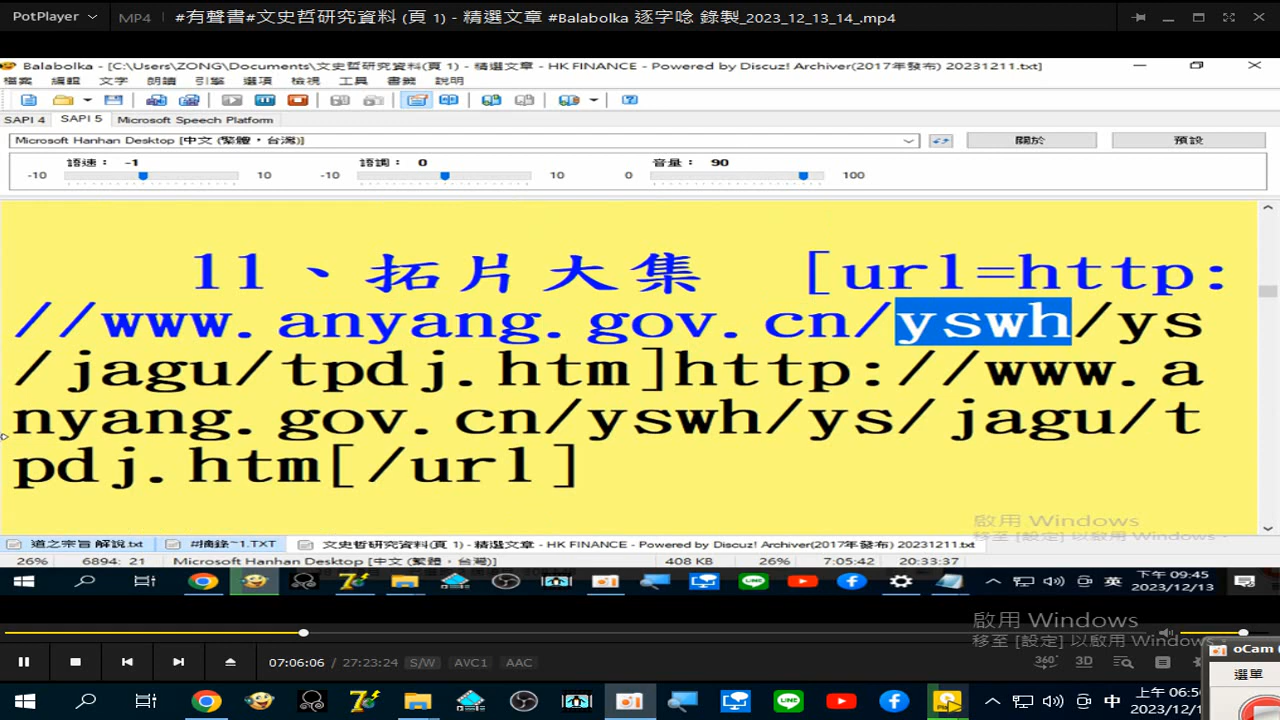 PotPlayer MP4 #有聲書#文史哲研究資料 (頁 1) - 精選文章 #Balabolka 逐字唸 錄製_2023_12_13_14_.mp4
Balabolka - [C:\Users\ZONG\Documents\文史哲研究資料(頁 1) - 精選文章 - HK FINANCE - Powered by Discuz! Archiver(2017年發布) 20231211.txt]
檔案 編輯 文字 朗讀 引擎 選項 檢視 工具 書籤 說明
SAPI 4 SAPI 5 Microsoft Speech Platform
Microsoft Hanhan Desktop [中文 (繁體，台灣)] 關於 預設
語速： -1 語調： 0 音量： 90
-10 10 -10 10 0 100
11、拓片大集 [url=http:
//www.anyang.gov.cn/yswh/ys
/jagu/tpdj.htm]http://www.a
nyang.gov.cn/yswh/ys/jagu/t
pdj.htm[/url]
啟用 Windows
移至 [設定] 以啟用 Windows。
道之宗旨 解說.txt #摘錄~1.TXT 文史哲研究資料(頁 1) - 精選文章 - HK FINANCE - Powered by Discuz! Archiver(2017年發布) 20231211.txt
26% 6894: 21 Microsoft Hanhan Desktop [中文 (繁體，台灣)] 408 KB 26% 7:05:42 20:33:37
英 下午 09:45
2023/12/13
啟用 Windows
移至 [設定] 以啟用 Windows。
07:06:06 / 27:23:24 S/W AVC1 AAC 360° 3D
oCam
選單
中 上午 06:5
2023/12/1